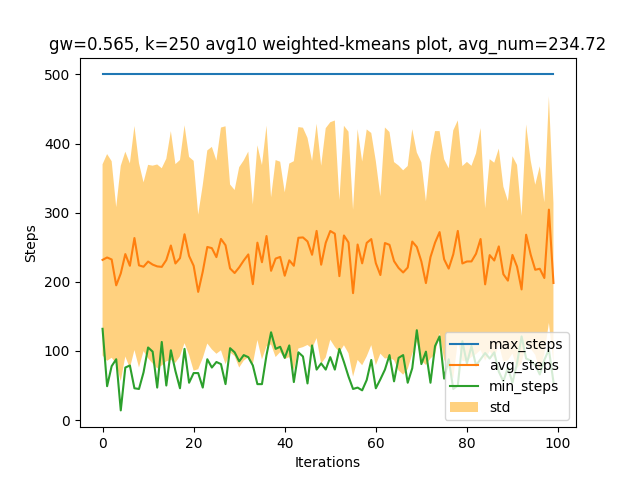 gw=0.565, k=250 avg10 weighted-kmeans plot, avg_num=234.72
Steps
500
400
300
200
100
0
max_steps
avg_steps
min_steps
std
0
20
40
60
80
100
Iterations